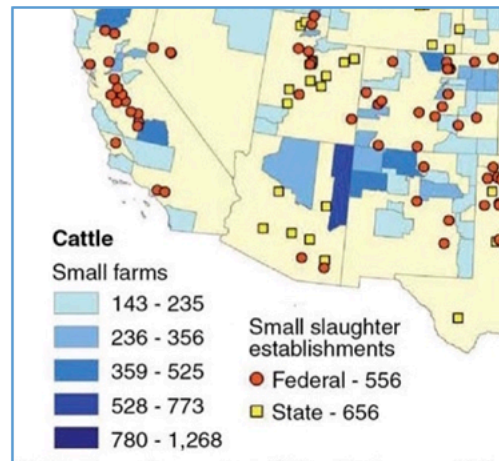 Cattle
Small farms
143 - 235
236 - 356
359 - 525
528 - 773
780 - 1,268
Small slaughter
establishments
Federal - 556
State - 656